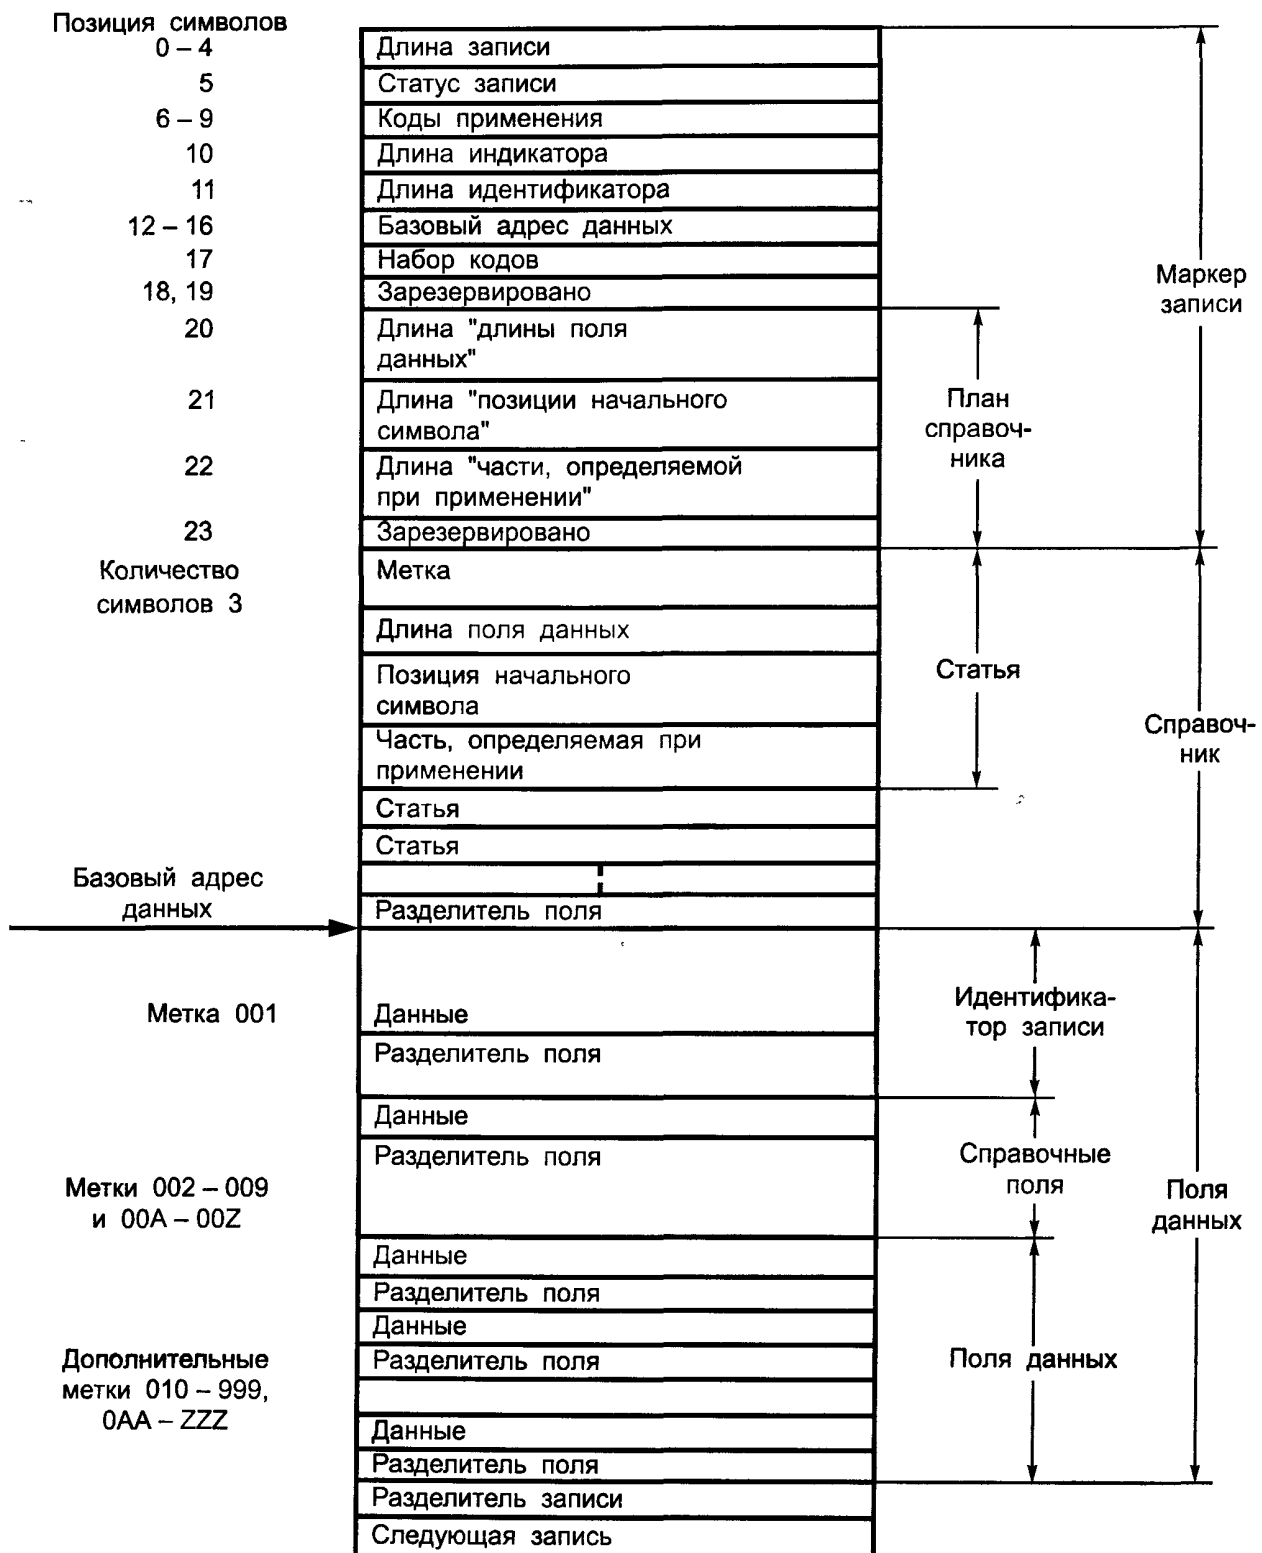 Позиция символов
0 – 4
Длина записи
5
Статус записи
6 – 9
Коды применения
10
Длина индикатора
11
Длина идентификатора
12 – 16
Базовый адрес данных
17
Набор кодов
18, 19
Зарезервировано
Маркер
записи
20
Длина "длины поля
данных"
21
Длина "позиции начального
символа"
План
справоч-
ника
22
Длина "части, определяемой
при применении"
23
Зарезервировано
Количество
символов 3
Метка
Длина поля данных
Позиция начального
символа
Статья
Часть, определяемая при
применении
Справоч-
ник
Статья
Статья
Базовый адрес
данных
Разделитель поля
Метка 001
Данные
Идентифика-
тор записи
Разделитель поля
Данные
Разделитель поля
Справочные
поля
Метки 002 – 009
и 00А – 00Z
Поля
данных
Данные
Разделитель поля
Данные
Дополнительные
метки 010 – 999,
0АА – ZZZ
Разделитель поля
Поля данных
Данные
Разделитель поля
Разделитель записи
Следующая запись